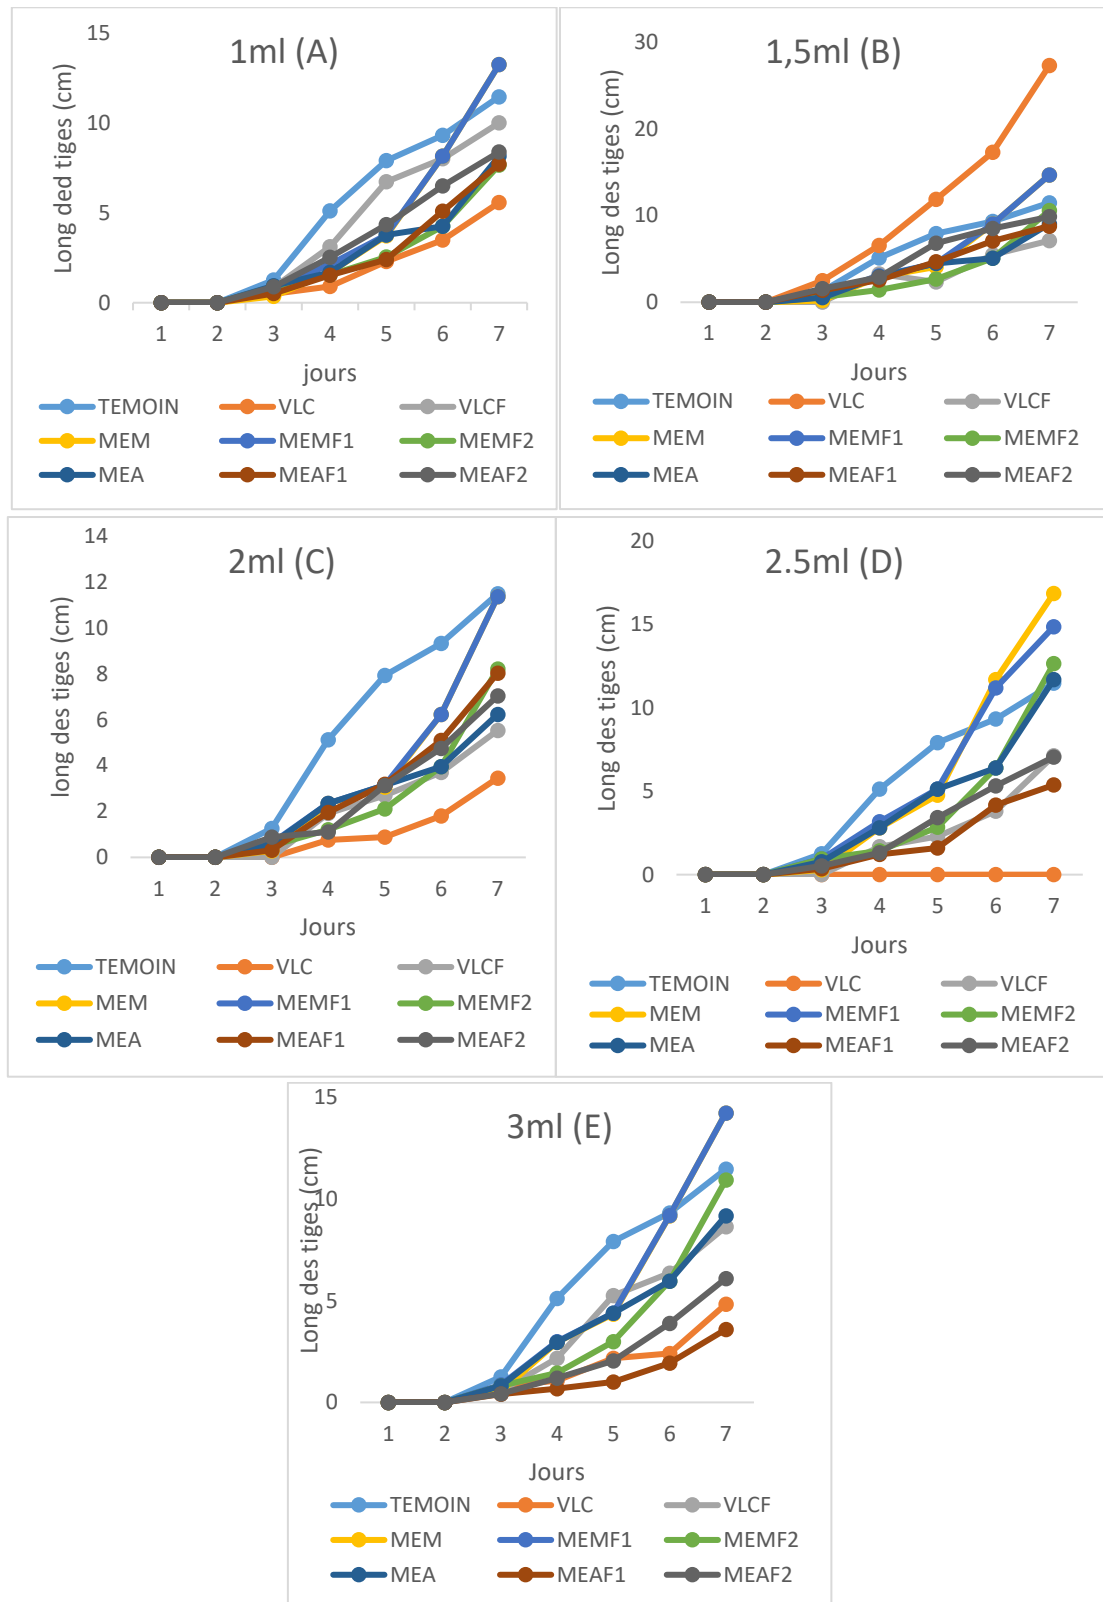 1ml (A)
Long ded tiges (cm)
15
10
5
0
1 2 3 4 5 6 7
jours
TEMOIN VLC VLCF
MEM MEMF1 MEMF2
MEA MEAF1 MEAF2
1,5ml (B)
Long des tiges (cm)
30
20
10
0
1 2 3 4 5 6 7
Jours
TEMOIN VLC VLCF
MEM MEMF1 MEMF2
MEA MEAF1 MEAF2
2ml (C)
long des tiges (cm)
14
12
10
8
6
4
2
0
1 2 3 4 5 6 7
Jours
TEMOIN VLC VLCF
MEM MEMF1 MEMF2
MEA MEAF1 MEAF2
2.5ml (D)
Long des tiges (cm)
20
15
10
5
0
1 2 3 4 5 6 7
Jours
TEMOIN VLC VLCF
MEM MEMF1 MEMF2
MEA MEAF1 MEAF2
3ml (E)
Long des tiges (cm)
15
10
5
0
1 2 3 4 5 6 7
Jours
TEMOIN VLC VLCF
MEM MEMF1 MEMF2
MEA MEAF1 MEAF2